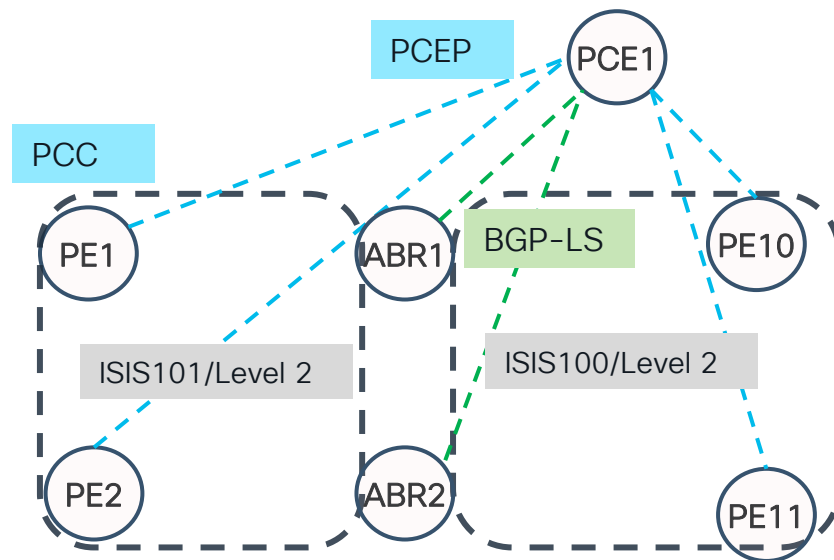 PCEP
PCE1
PCC
PE1
ABR1
BGP-LS
PE10
ISIS101/Level 2
ISIS100/Level 2
PE2
ABR2
PE11